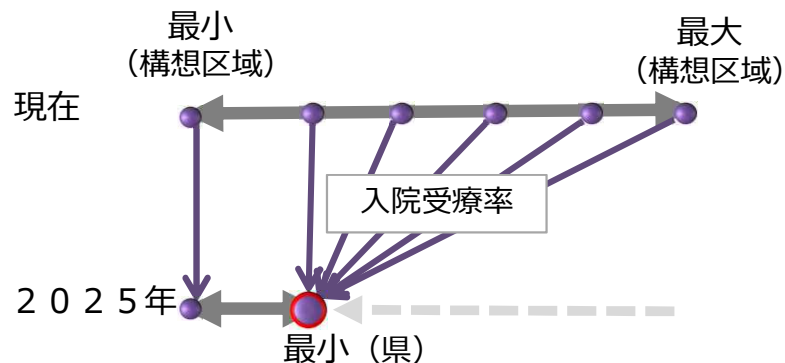 最小
（構想区域）
最大
（構想区域）
現在
入院受療率
２０２５年
最小（県）